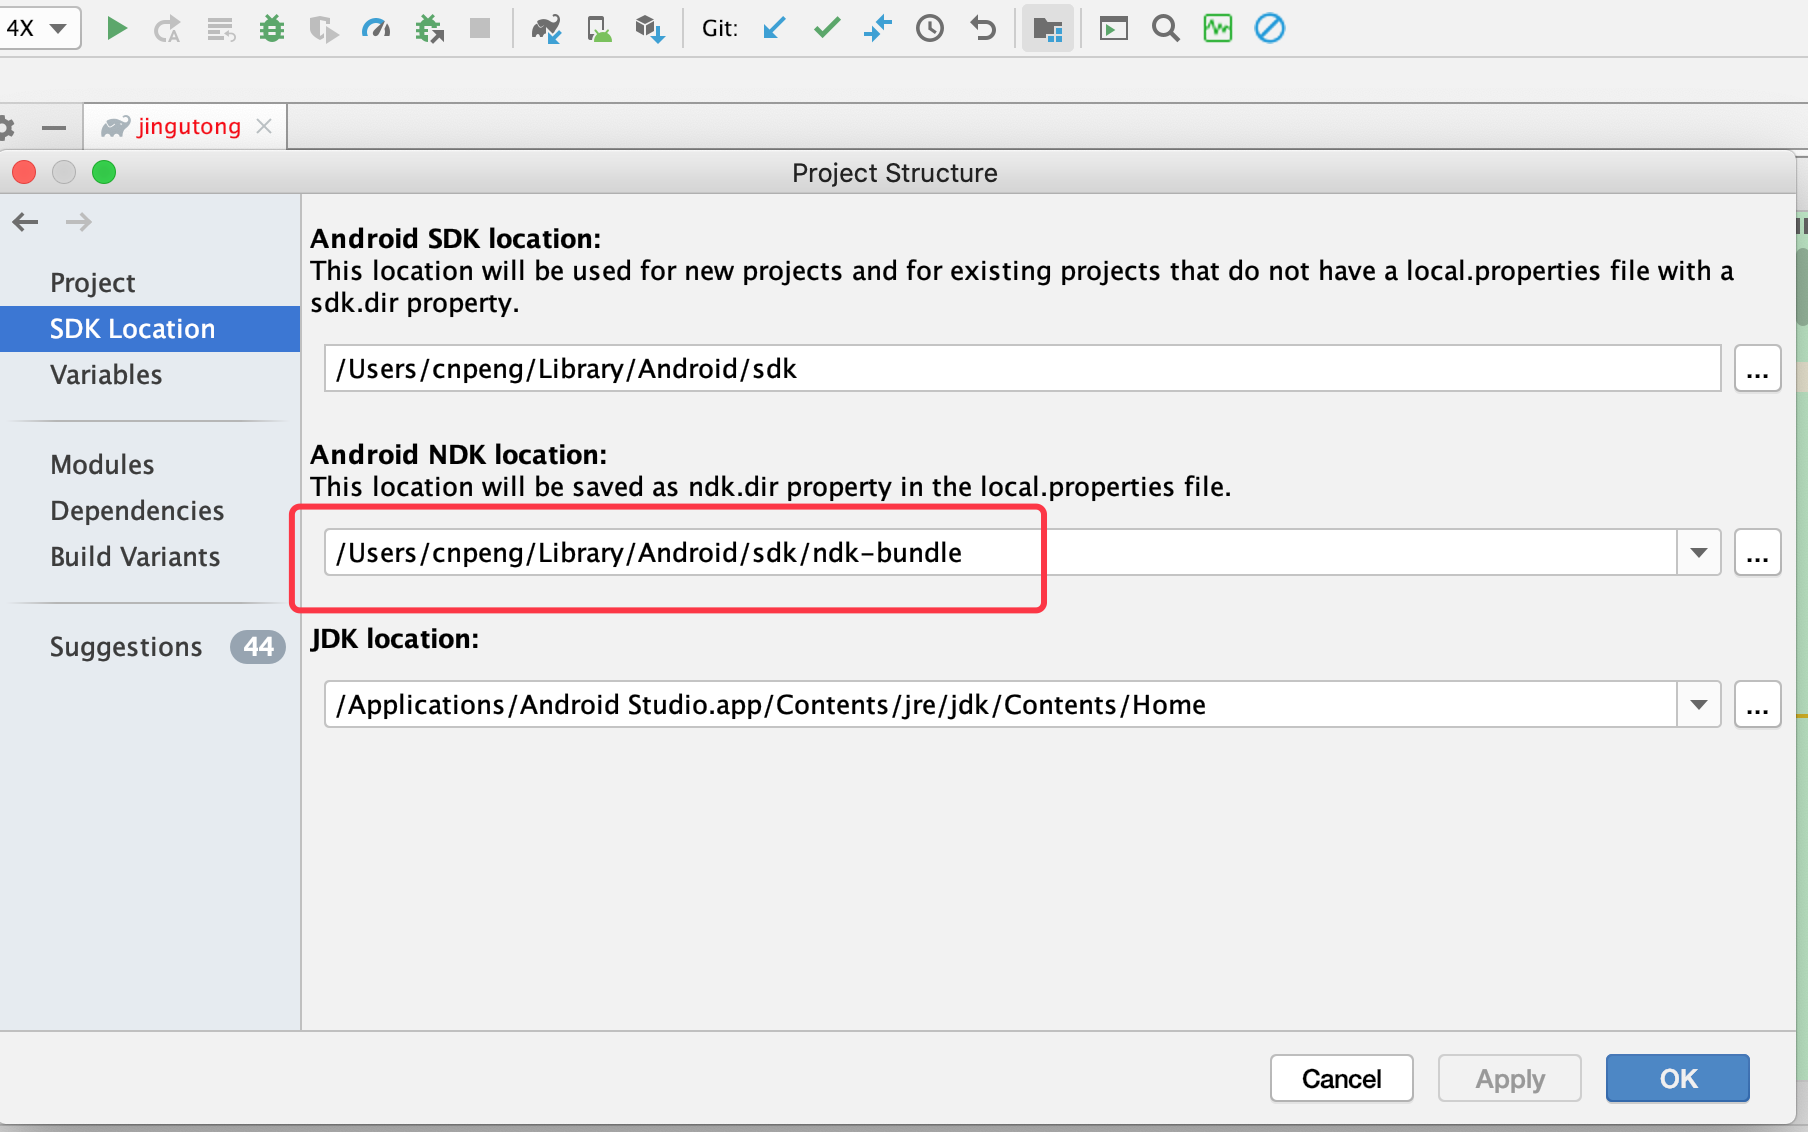 4X
Git:
jingutong
Project Structure
Project
SDK Location
Variables
Modules
Dependencies
Build Variants
Suggestions 44
Android SDK location:
This location will be used for new projects and for existing projects that do not have a local.properties file with a
sdk.dir property.
/Users/cnpeng/Library/Android/sdk
...
Android NDK location:
This location will be saved as ndk.dir property in the local.properties file.
/Users/cnpeng/Library/Android/sdk/ndk-bundle
...
JDK location:
/Applications/Android Studio.app/Contents/jre/jdk/Contents/Home
...
Cancel
Apply
OK